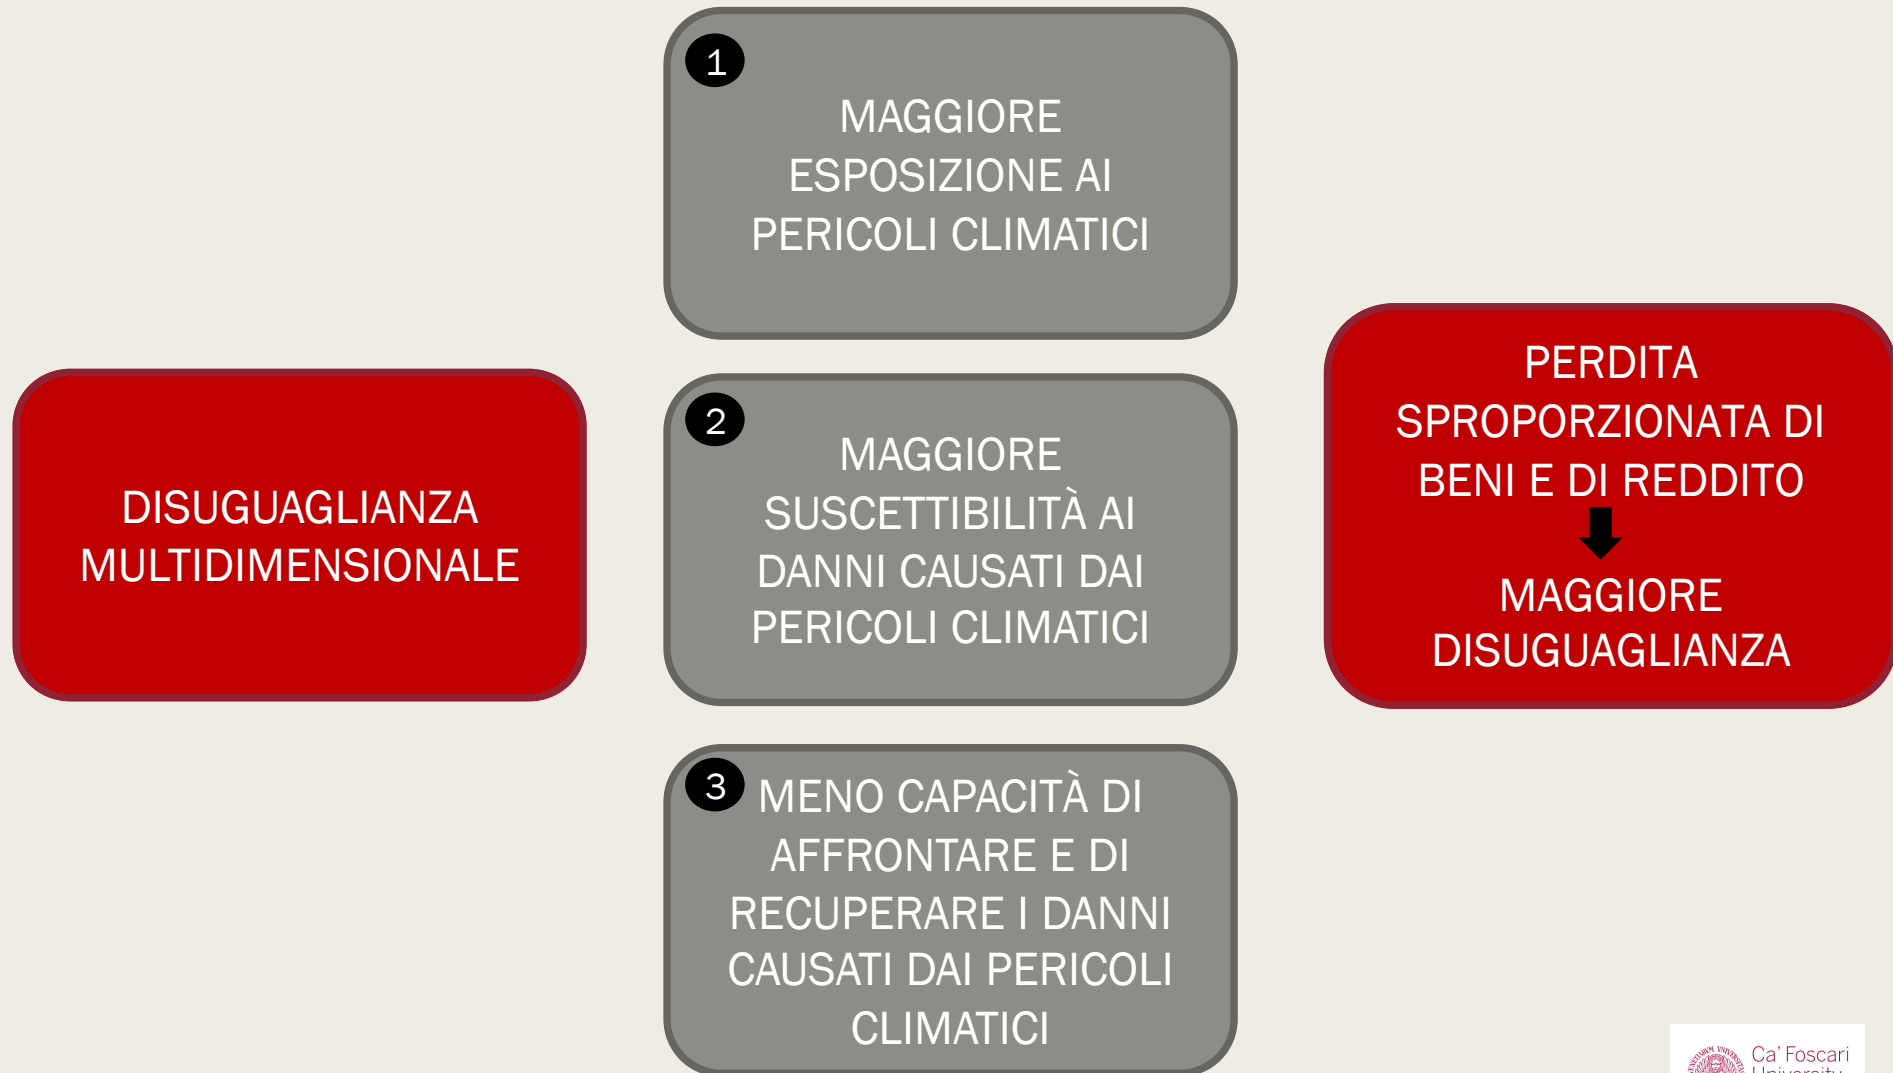 DISUGUAGLIANZA
MULTIDIMENSIONALE
1
MAGGIORE
ESPOSIZIONE AI
PERICOLI CLIMATICI
2
MAGGIORE
SUSCETTIBILITÀ AI
DANNI CAUSATI DAI
PERICOLI CLIMATICI
3
MENO CAPACITÀ DI
AFFRONTARE E DI
RECUPERARE I DANNI
CAUSATI DAI PERICOLI
CLIMATICI
PERDITA
SPROPORZIONATA DI
BENI E DI REDDITO
MAGGIORE
DISUGUAGLIANZA
Ca' Foscari
University